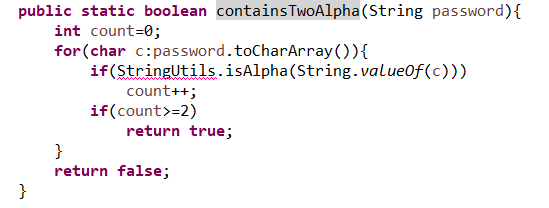 public static boolean containsTwoAlpha(String password){
    int count=0;
    for(char c:password.toCharArray()){
        if(StringUtils.isAlpha(String.valueOf(c)))
            count++;
        if(count>=2)
            return true;
    }
    return false;
}